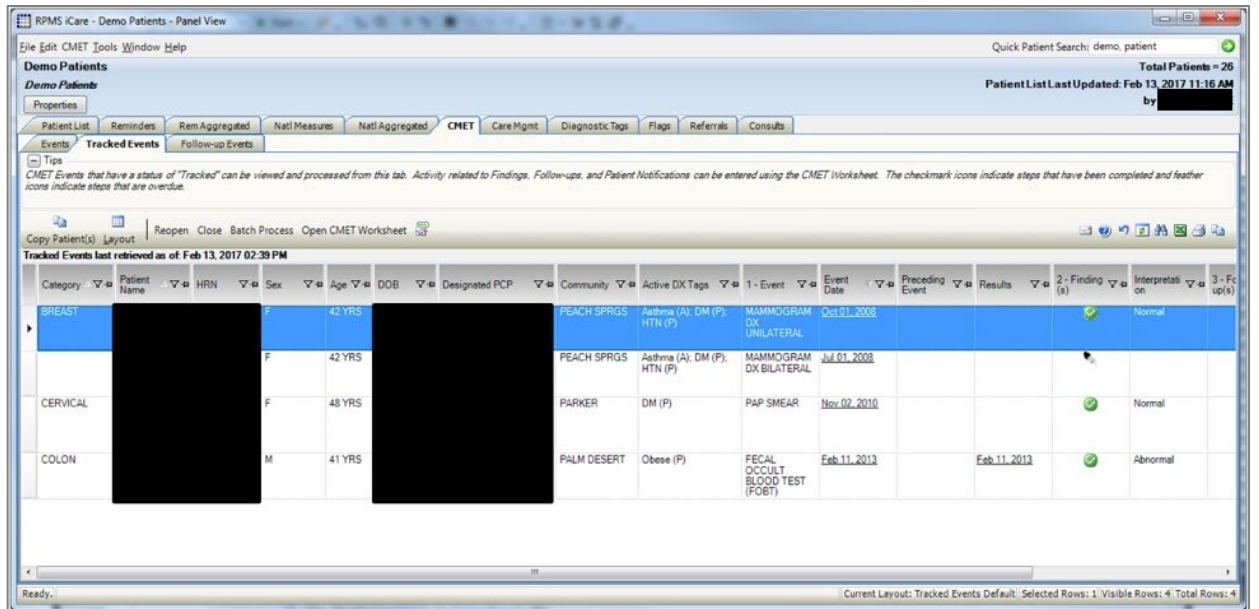 RPMS iCare - Demo Patients - Panel View
File Edit CMET Tools Window Help
Quick Patient Search: demo, patient
Demo Patients
Total Patients = 26
Demo Patients
Patient List Last Updated: Feb 13, 2017 11:16 AM
by
Properties
Patient List Reminders Rem Aggregated Natl Measures Natl Aggregated CMET Care Mgmt Diagnostic Tags Flags Referrals Consults
Events Tracked Events Follow-up Events
Tips
CMET Events that have a status of "Tracked" can be viewed and processed from this tab. Activity related to Findings, Follow-ups, and Patient Notifications can be entered using the CMET Worksheet. The checkmark icons indicate steps that have been completed and feather
icons indicate steps that are overdue.
Copy Patient(s) Layout Reopen Close Batch Process Open CMET Worksheet
Tracked Events last retrieved as of: Feb 13, 2017 02:39 PM
Category Patient Name HRN Sex Age DOB Designated PCP Community Active DX Tags 1 - Event Event Date Preceding Event Results 2 - Finding(s) Interpretation 3 - Fo up(s)
BREAST F 42 YRS PEACH SPRGS Asthma (A); DM (P); MAMMOGRAM Oct 01, 2008 Normal
HTN (P) DX
UNILATERAL
F 42 YRS PEACH SPRGS Asthma (A); DM (P); MAMMOGRAM Jul 01, 2008
HTN (P) DX BILATERAL
CERVICAL F 48 YRS PARKER DM (P) PAP SMEAR Nov 02, 2010 Normal
COLON M 41 YRS PALM DESERT Obese (P) FECAL Feb 11, 2013 Feb 11, 2013 Abnormal
OCCULT
BLOOD TEST
(FOBT)
Ready.
Current Layout: Tracked Events Default Selected Rows: 1 Visible Rows: 4 Total Rows: 4